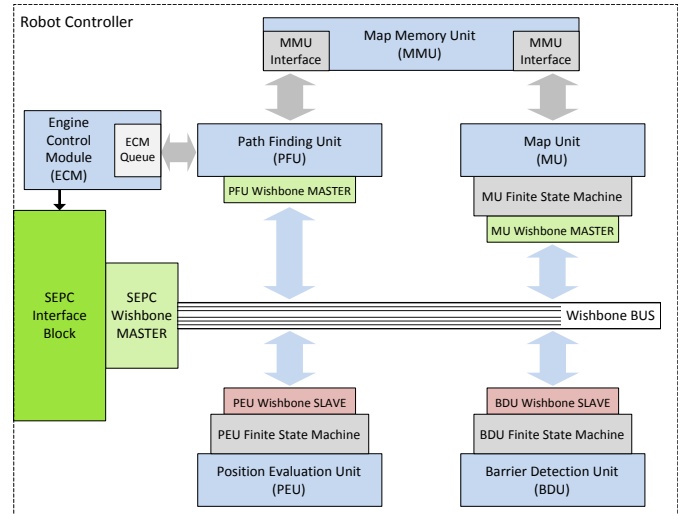 Robot Controller
Map Memory Unit
(MMU)
MMU
Interface
MMU
Interface
Engine
Control
Module
(ECM)
ECM
Queue
Path Finding Unit
(PFU)
PFU Wishbone MASTER
Map Unit
(MU)
MU Finite State Machine
MU Wishbone MASTER
SEPC
Interface
Block
SEPC
Wishbone
MASTER
Wishbone BUS
PEU Wishbone SLAVE
PEU Finite State Machine
Position Evaluation Unit
(PEU)
BDU Wishbone SLAVE
BDU Finite State Machine
Barrier Detection Unit
(BDU)